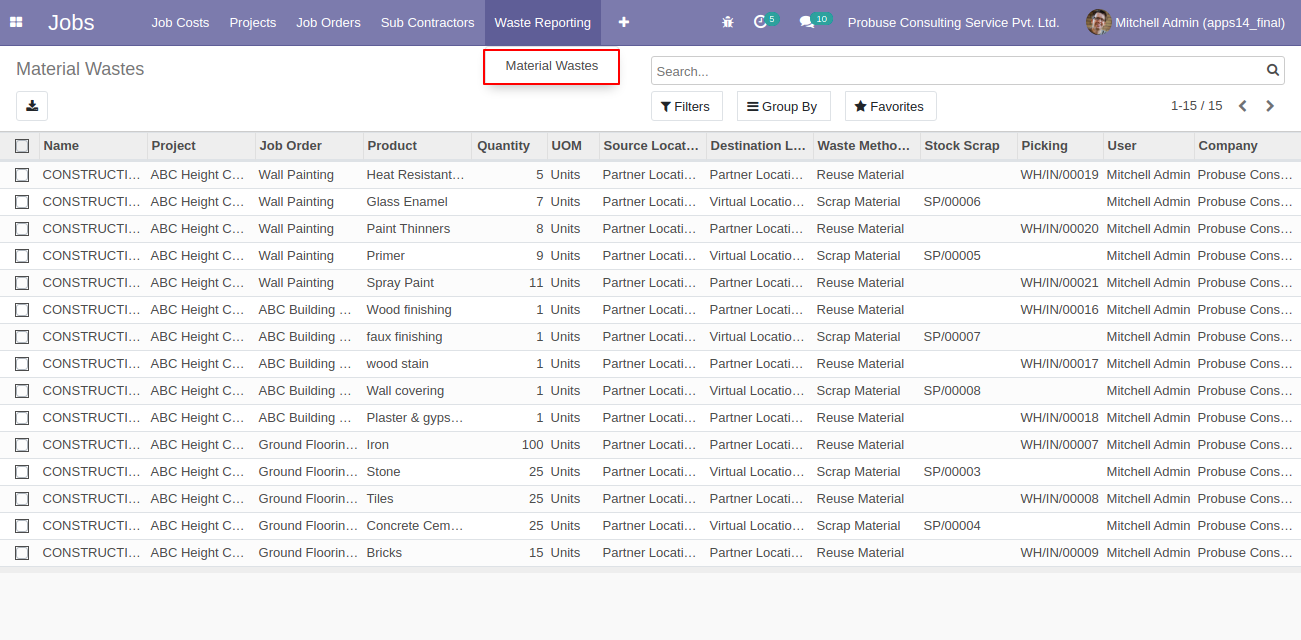 Jobs Job Costs Projects Job Orders Sub Contractors Waste Reporting 5 10 Probuse Consulting Service Pvt. Ltd. Mitchell Admin (apps14_final)
Material Wastes
Material Wastes Search...
Filters Group By Favorites 1-15 / 15
Name Project Job Order Product Quantity UOM Source Locat... Destination L... Waste Metho... Stock Scrap Picking User Company
CONSTRUCTI... ABC Height C... Wall Painting Heat Resistant... 5 Units Partner Locati... Partner Locati... Reuse Material WH/IN/00019 Mitchell Admin Probuse Cons...
CONSTRUCTI... ABC Height C... Wall Painting Glass Enamel 7 Units Partner Locati... Virtual Locatio... Scrap Material SP/00006 Mitchell Admin Probuse Cons...
CONSTRUCTI... ABC Height C... Wall Painting Paint Thinners 8 Units Partner Locati... Partner Locati... Reuse Material WH/IN/00020 Mitchell Admin Probuse Cons...
CONSTRUCTI... ABC Height C... Wall Painting Primer 9 Units Partner Locati... Virtual Locatio... Scrap Material SP/00005 Mitchell Admin Probuse Cons...
CONSTRUCTI... ABC Height C... Wall Painting Spray Paint 11 Units Partner Locati... Partner Locati... Reuse Material WH/IN/00021 Mitchell Admin Probuse Cons...
CONSTRUCTI... ABC Height C... ABC Building ... Wood finishing 1 Units Partner Locati... Partner Locati... Reuse Material WH/IN/00016 Mitchell Admin Probuse Cons...
CONSTRUCTI... ABC Height C... ABC Building ... faux finishing 1 Units Partner Locati... Virtual Locatio... Scrap Material SP/00007 Mitchell Admin Probuse Cons...
CONSTRUCTI... ABC Height C... ABC Building ... wood stain 1 Units Partner Locati... Partner Locati... Reuse Material WH/IN/00017 Mitchell Admin Probuse Cons...
CONSTRUCTI... ABC Height C... ABC Building ... Wall covering 1 Units Partner Locati... Virtual Locatio... Scrap Material SP/00008 Mitchell Admin Probuse Cons...
CONSTRUCTI... ABC Height C... ABC Building ... Plaster & gyps... 1 Units Partner Locati... Partner Locati... Reuse Material WH/IN/00018 Mitchell Admin Probuse Cons...
CONSTRUCTI... ABC Height C... Ground Floorin... Iron 100 Units Partner Locati... Partner Locati... Reuse Material WH/IN/00007 Mitchell Admin Probuse Cons...
CONSTRUCTI... ABC Height C... Ground Floorin... Stone 25 Units Partner Locati... Virtual Locatio... Scrap Material SP/00003 Mitchell Admin Probuse Cons...
CONSTRUCTI... ABC Height C... Ground Floorin... Tiles 25 Units Partner Locati... Partner Locati... Reuse Material WH/IN/00008 Mitchell Admin Probuse Cons...
CONSTRUCTI... ABC Height C... Ground Floorin... Concrete Cem... 25 Units Partner Locati... Virtual Locatio... Scrap Material SP/00004 Mitchell Admin Probuse Cons...
CONSTRUCTI... ABC Height C... Ground Floorin... Bricks 15 Units Partner Locati... Partner Locati... Reuse Material WH/IN/00009 Mitchell Admin Probuse Cons...